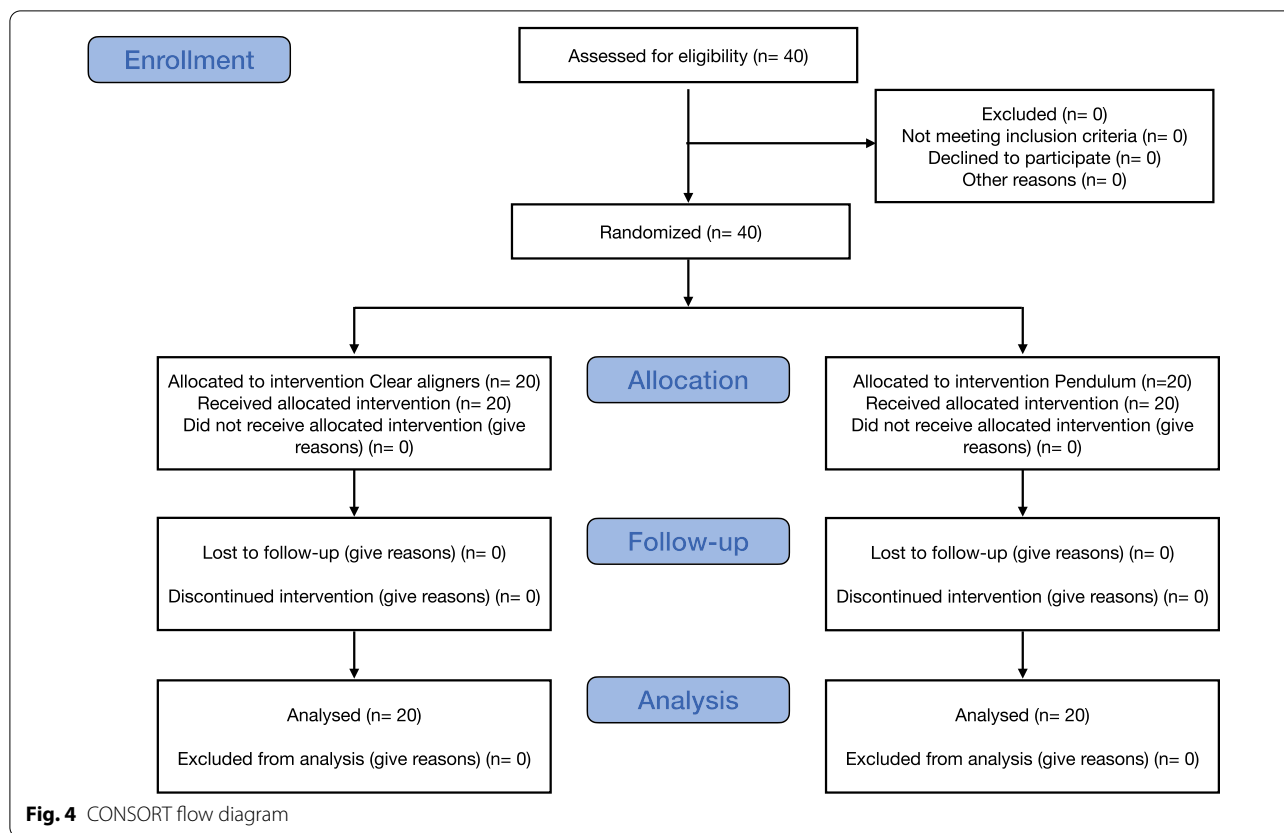 Enrollment
Assessed for eligibility (n= 40)
Excluded (n= 0)
Not meeting inclusion criteria (n= 0)
Declined to participate (n= 0)
Other reasons (n= 0)
Randomized (n= 40)
Allocation
Allocated to intervention Clear aligners (n= 20)
Received allocated intervention (n= 20)
Did not receive allocated intervention (give
reasons) (n= 0)
Allocated to intervention Pendulum (n=20)
Received allocated intervention (n= 20)
Did not receive allocated intervention (give
reasons) (n= 0)
Follow-up
Lost to follow-up (give reasons) (n= 0)
Discontinued intervention (give reasons) (n= 0)
Lost to follow-up (give reasons) (n= 0)
Discontinued intervention (give reasons) (n= 0)
Analysis
Analysed (n= 20)
Excluded from analysis (give reasons) (n= 0)
Analysed (n= 20)
Excluded from analysis (give reasons) (n= 0)
Fig. 4 CONSORT flow diagram